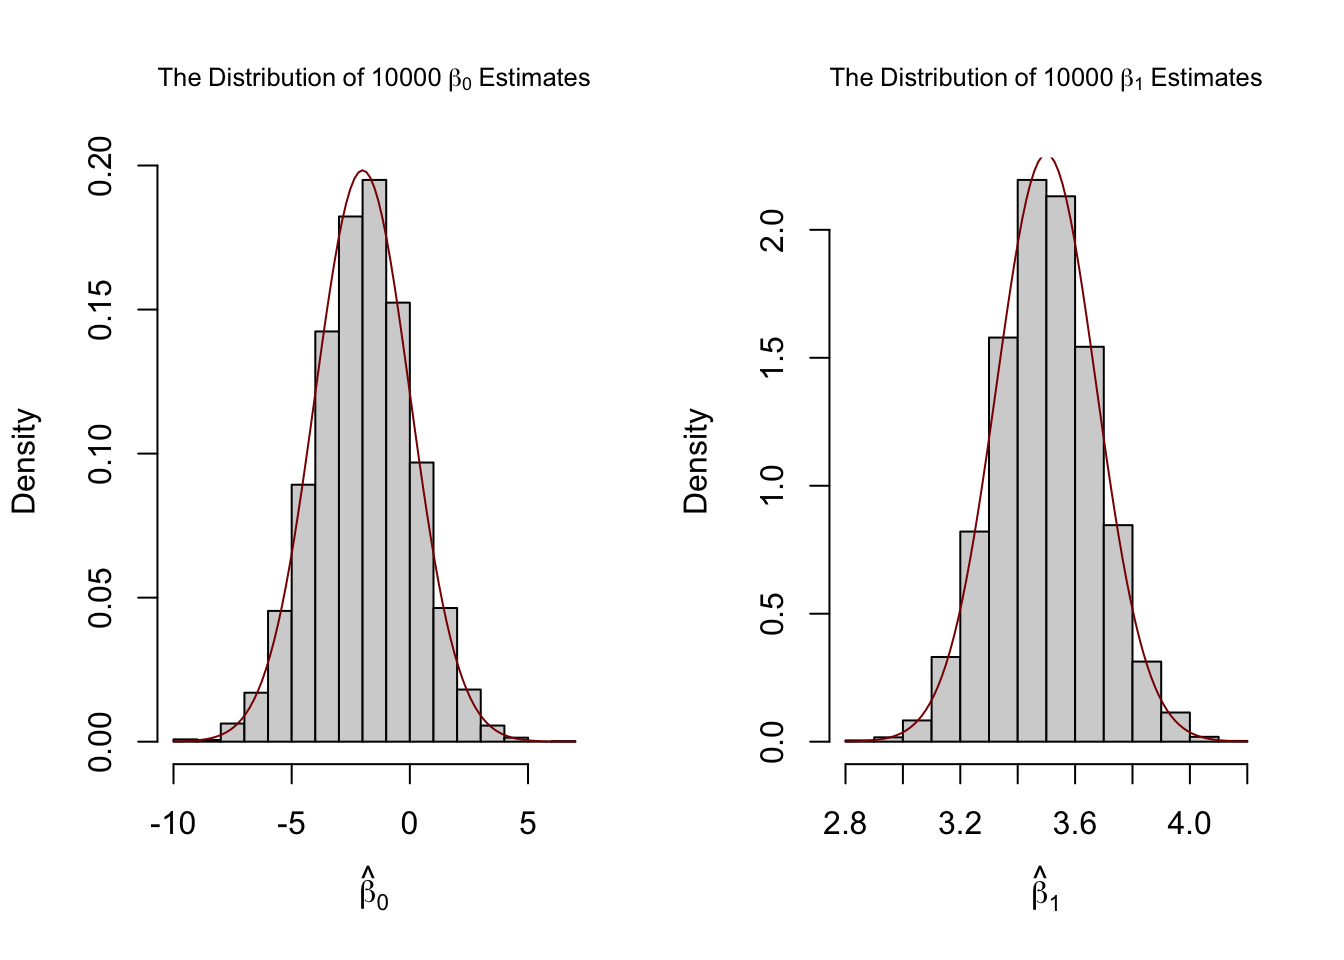 The Distribution of 10000 β₀ Estimates
Density
0.00 0.05 0.10 0.15 0.20
-10 -5 0 5
β̂₀
The Distribution of 10000 β₁ Estimates
Density
0.0 0.5 1.0 1.5 2.0
2.8 3.2 3.6 4.0
β̂₁